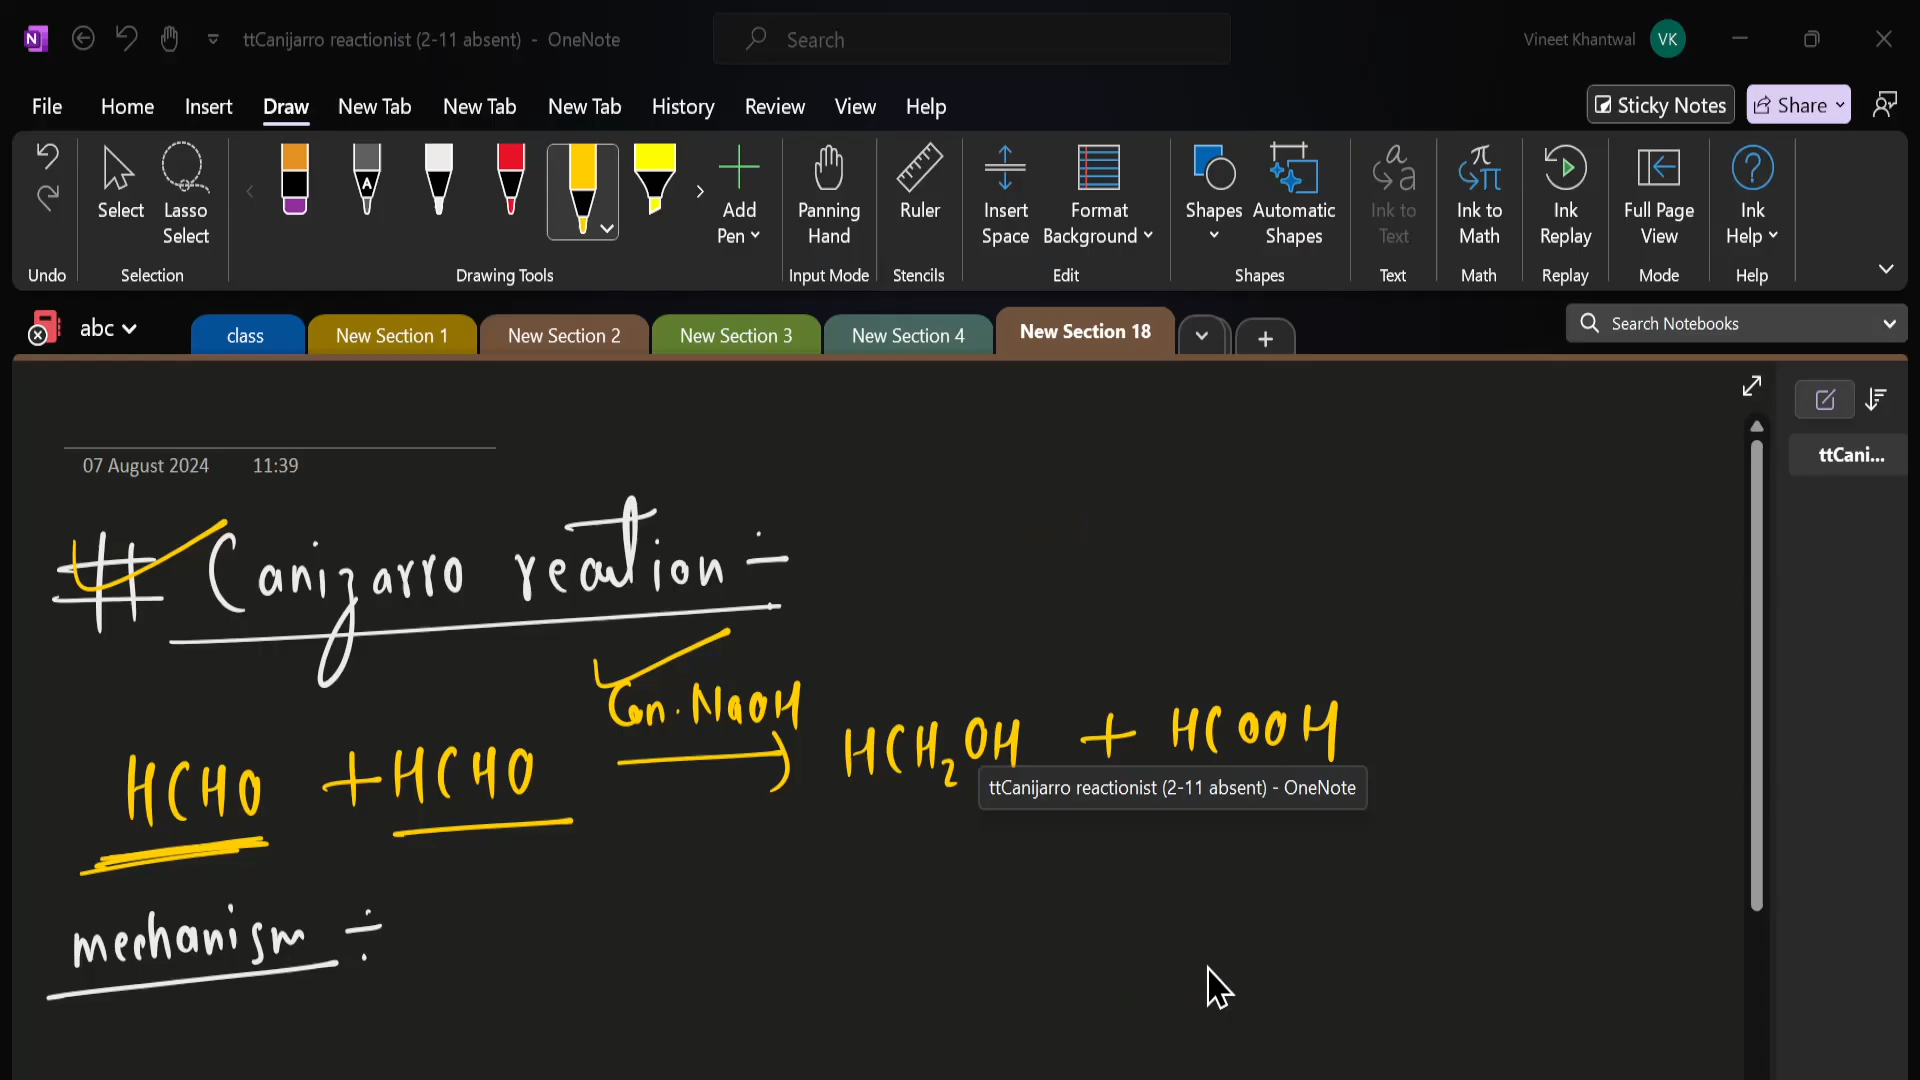 ttCanijarro reactionist (2-11 absent) - OneNote
Search
Vineet Khantwal VK
File Home Insert Draw New Tab New Tab New Tab History Review View Help
Sticky Notes Share
Select Lasso Select
Add Pen
Panning Hand
Ruler
Insert Space
Format Background
Shapes Automatic Shapes
Ink to Text
Ink to Math
Ink Replay
Full Page View
Ink Help
Undo Selection Drawing Tools Input Mode Stencils Edit Shapes Text Math Replay Mode Help
abc class New Section 1 New Section 2 New Section 3 New Section 4 New Section 18 + Search Notebooks
ttCani...
07 August 2024 11:39
# Canizarro reaction :-
Con. NaOH
HCHO + HCHO → HCH₂OH + HCOOH
ttCanijarro reactionist (2-11 absent) - OneNote
mechanism ÷